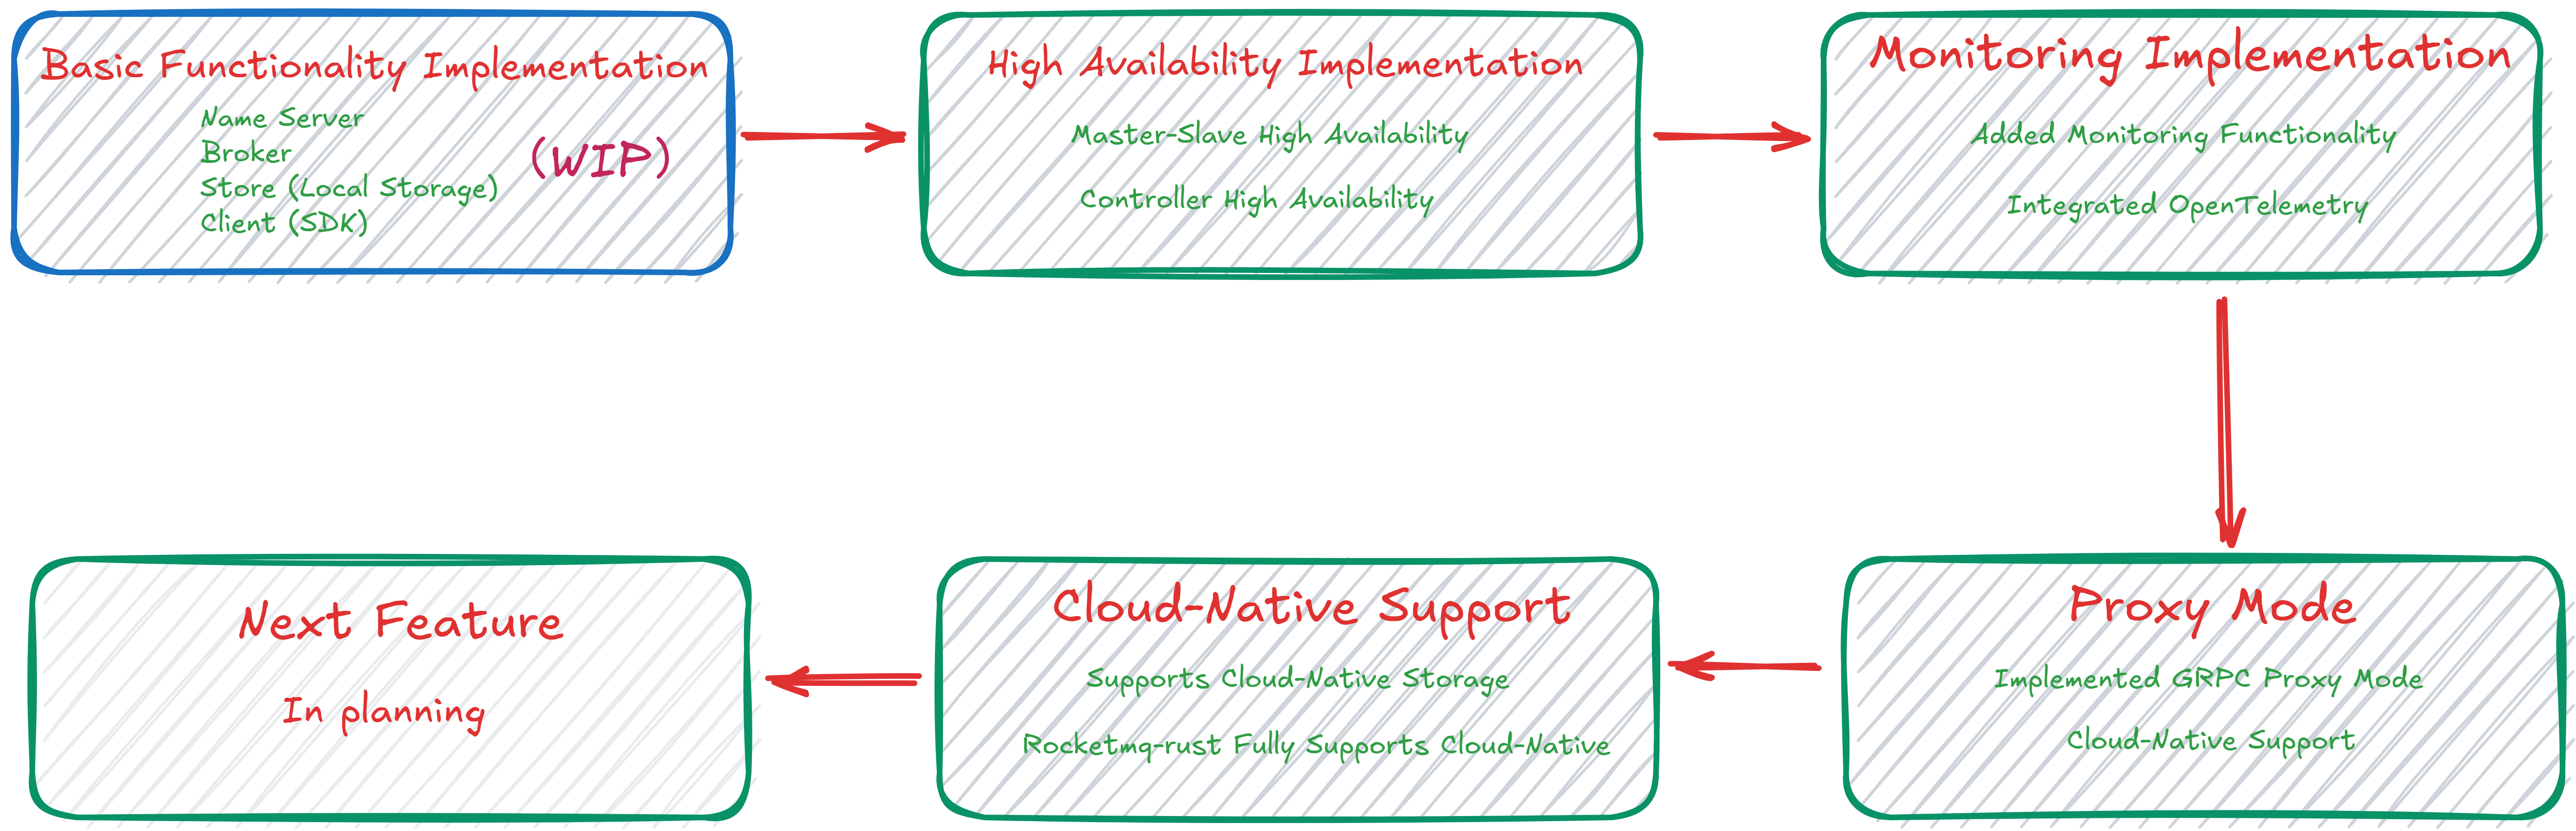 Basic Functionality Implementation
Name Server
Broker
Store (Local Storage)
Client (SDK)
(WIP)
High Availability Implementation
Master-Slave High Availability
Controller High Availability
Monitoring Implementation
Added Monitoring Functionality
Integrated OpenTelemetry
Proxy Mode
Implemented GRPC Proxy Mode
Cloud-Native Support
Cloud-Native Support
Supports Cloud-Native Storage
Rocketmq-rust Fully Supports Cloud-Native
Next Feature
In planning